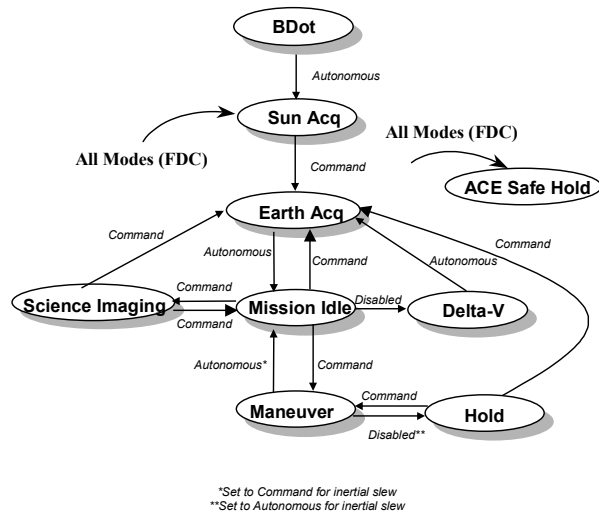 BDot
Autonomous
Sun Acq
All Modes (FDC)
All Modes (FDC)
Command
ACE Safe Hold
Earth Acq
Command
Autonomous
Command
Autonomous
Command
Command
Science Imaging
Command
Mission Idle
Disabled
Delta-V
Autonomous*
Command
Maneuver
Command
Disabled**
Hold
*Set to Command for inertial slew
**Set to Autonomous for inertial slew